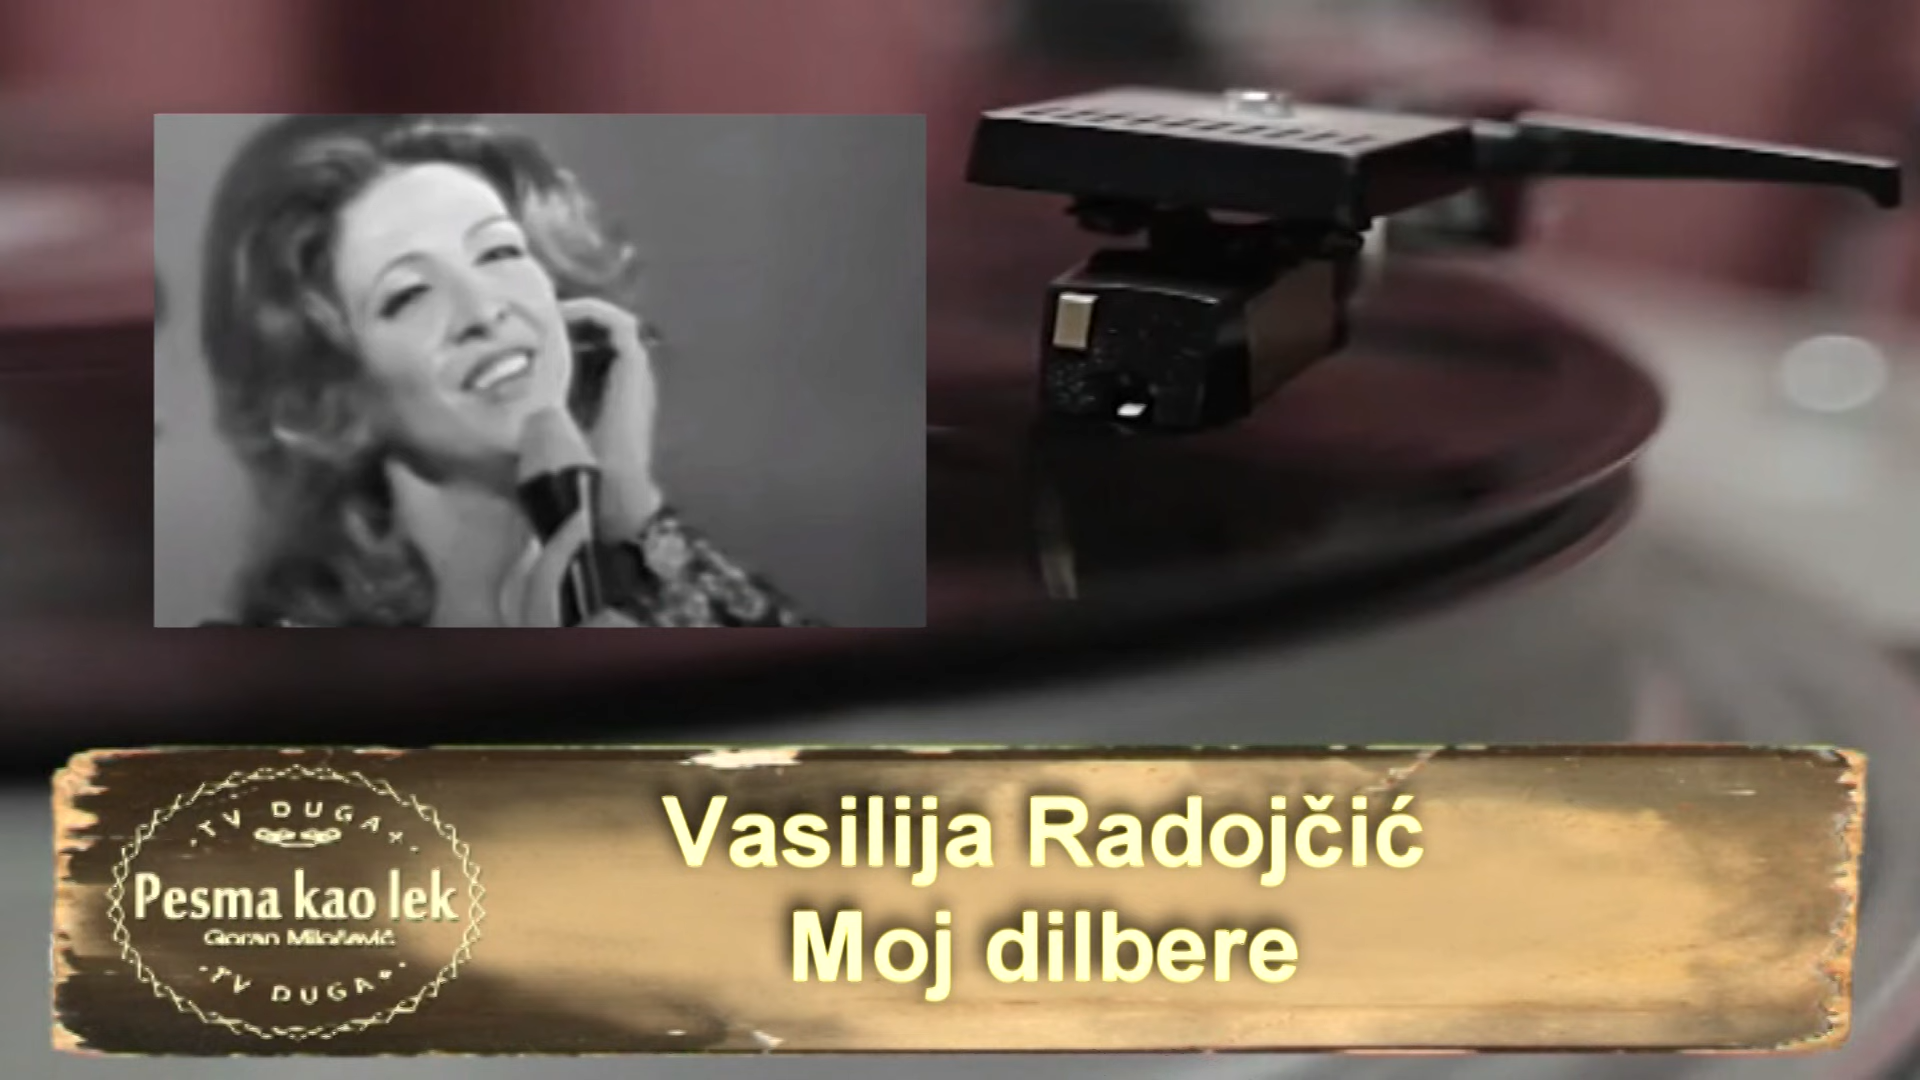 TV DUGA
Pesma kao lek
Goran Milošević
TV DUGA
Vasilija Radojčić
Moj dilbere